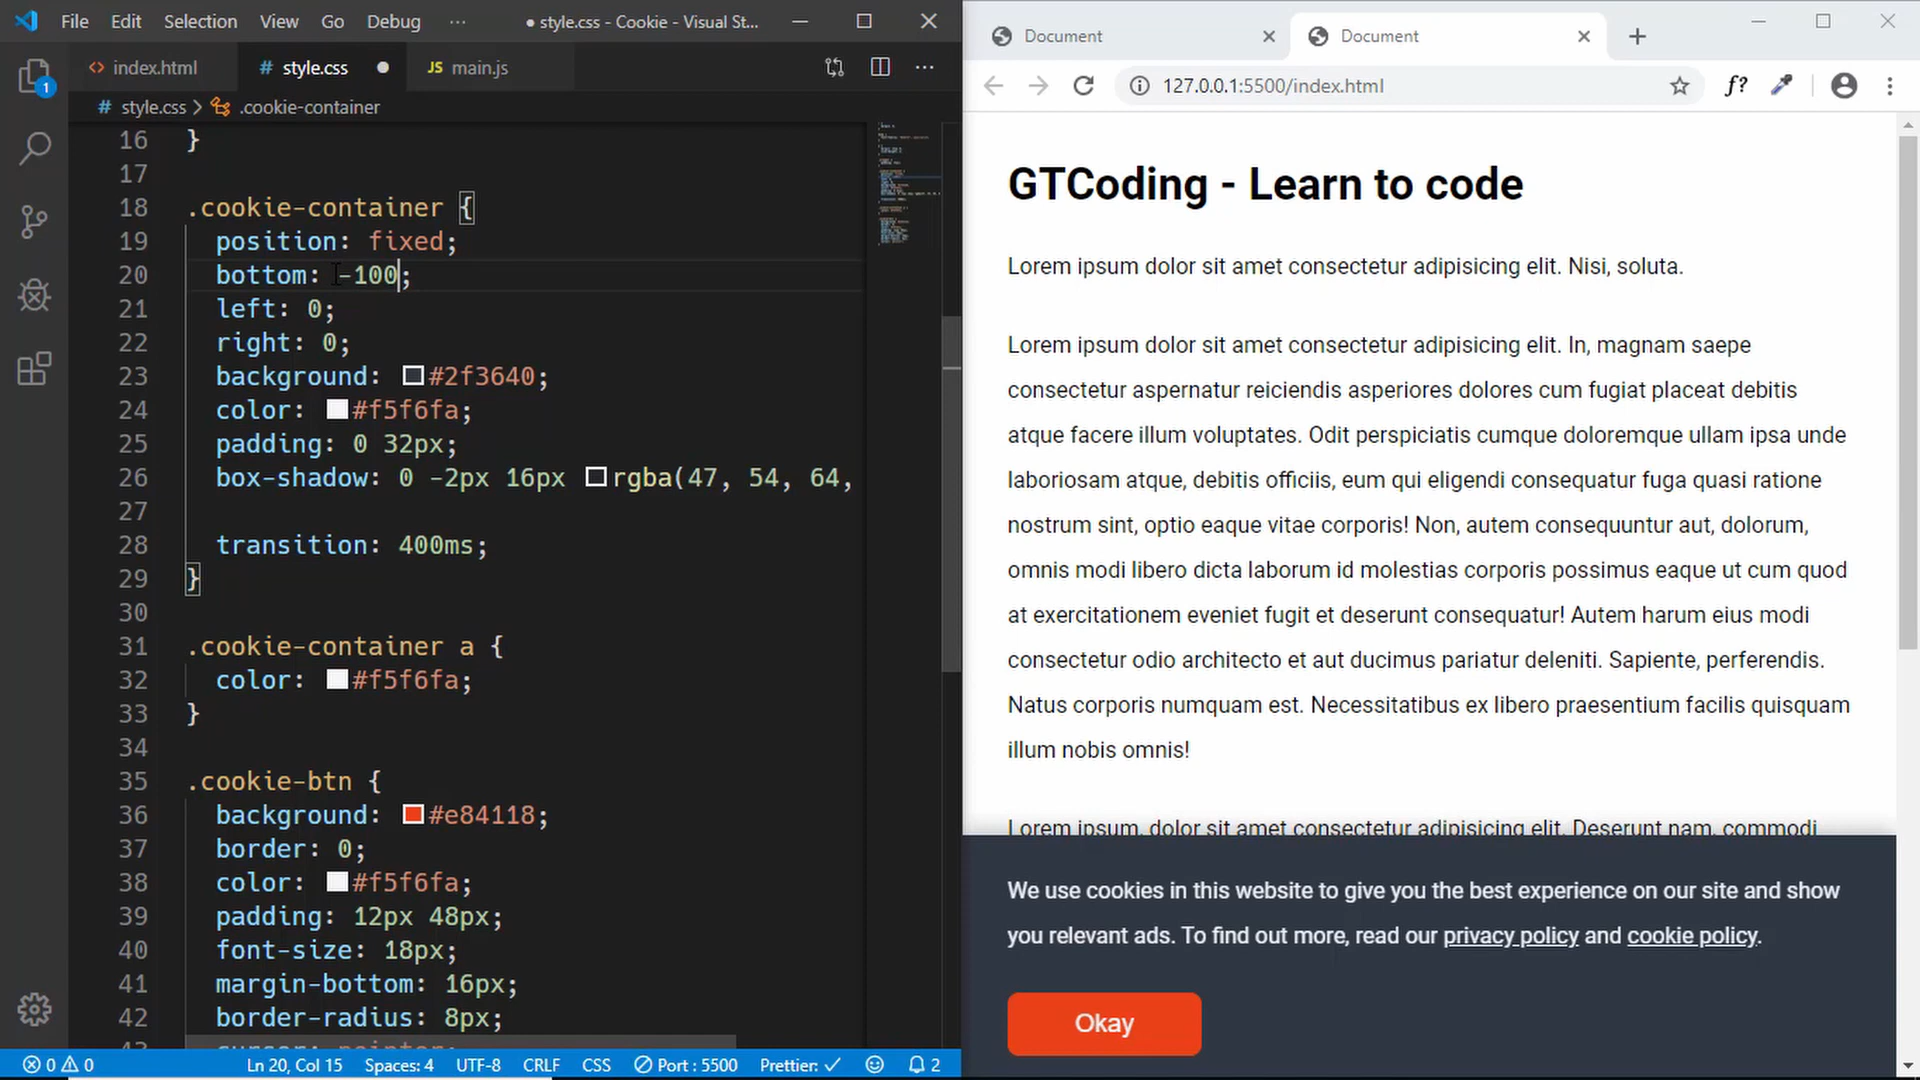 File Edit Selection View Go Debug ··· ● style.css - Cookie - Visual St...
<> index.html # style.css ● JS main.js ···
# style.css > .cookie-container
16 }
17
18 .cookie-container {
19 position: fixed;
20 bottom: -100;
21 left: 0;
22 right: 0;
23 background: #2f3640;
24 color: #f5f6fa;
25 padding: 0 32px;
26 box-shadow: 0 -2px 16px rgba(47, 54, 64,
27
28 transition: 400ms;
29 }
30
31 .cookie-container a {
32 color: #f5f6fa;
33 }
34
35 .cookie-btn {
36 background: #e84118;
37 border: 0;
38 color: #f5f6fa;
39 padding: 12px 48px;
40 font-size: 18px;
41 margin-bottom: 16px;
42 border-radius: 8px;
1
0 0 Ln 20, Col 15 Spaces: 4 UTF-8 CRLF CSS Port : 5500 Prettier: ✓ 2
Document Document
127.0.0.1:5500/index.html f?
GTCoding - Learn to code
Lorem ipsum dolor sit amet consectetur adipisicing elit. Nisi, soluta.
Lorem ipsum dolor sit amet consectetur adipisicing elit. In, magnam saepe
consectetur aspernatur reiciendis asperiores dolores cum fugiat placeat debitis
atque facere illum voluptates. Odit perspiciatis cumque doloremque ullam ipsa unde
laboriosam atque, debitis officiis, eum qui eligendi consequatur fuga quasi ratione
nostrum sint, optio eaque vitae corporis! Non, autem consequuntur aut, dolorum,
omnis modi libero dicta laborum id molestias corporis possimus eaque ut cum quod
at exercitationem eveniet fugit et deserunt consequatur! Autem harum eius modi
consectetur odio architecto et aut ducimus pariatur deleniti. Sapiente, perferendis.
Natus corporis numquam est. Necessitatibus ex libero praesentium facilis quisquam
illum nobis omnis!
Lorem ipsum, dolor sit amet consectetur adipisicing elit. Deserunt nam, commodi
We use cookies in this website to give you the best experience on our site and show
you relevant ads. To find out more, read our privacy policy and cookie policy.
Okay